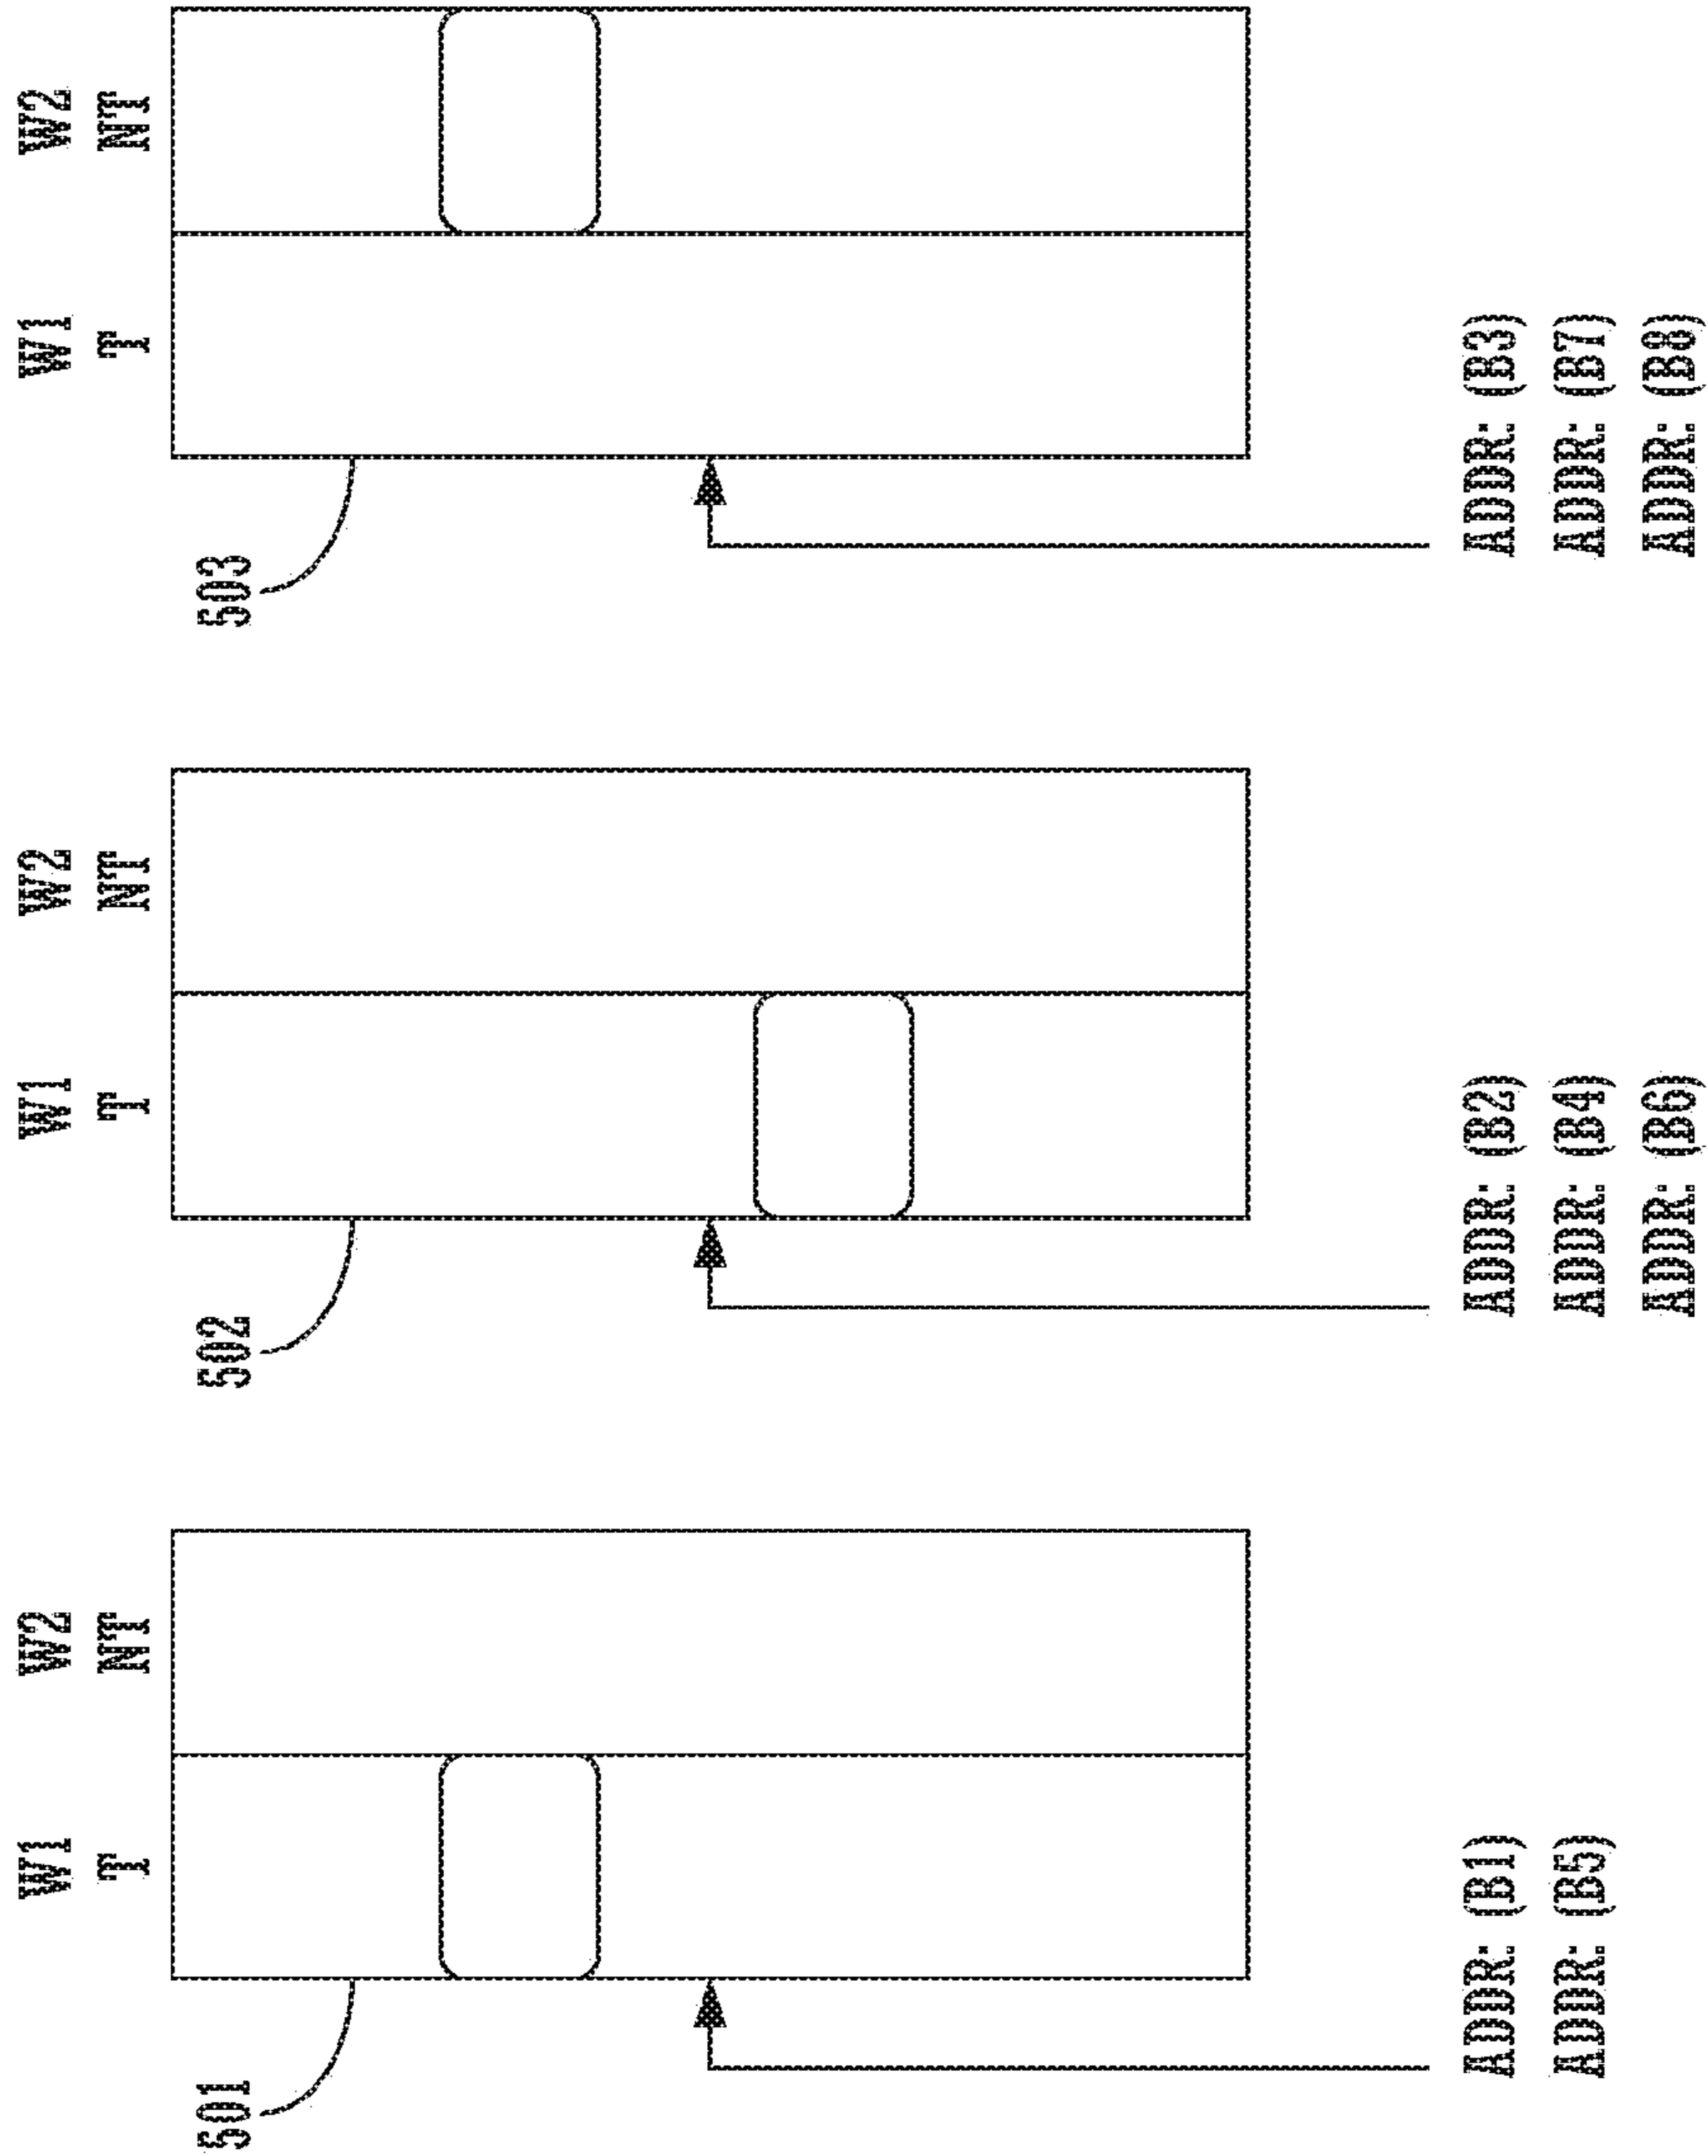 W1 W2
T NT
501
ADDR: (B1)
ADDR: (B5)
W1 W2
T NT
502
ADDR: (B2)
ADDR: (B4)
ADDR: (B6)
W1 W2
T NT
503
ADDR: (B3)
ADDR: (B7)
ADDR: (B8)